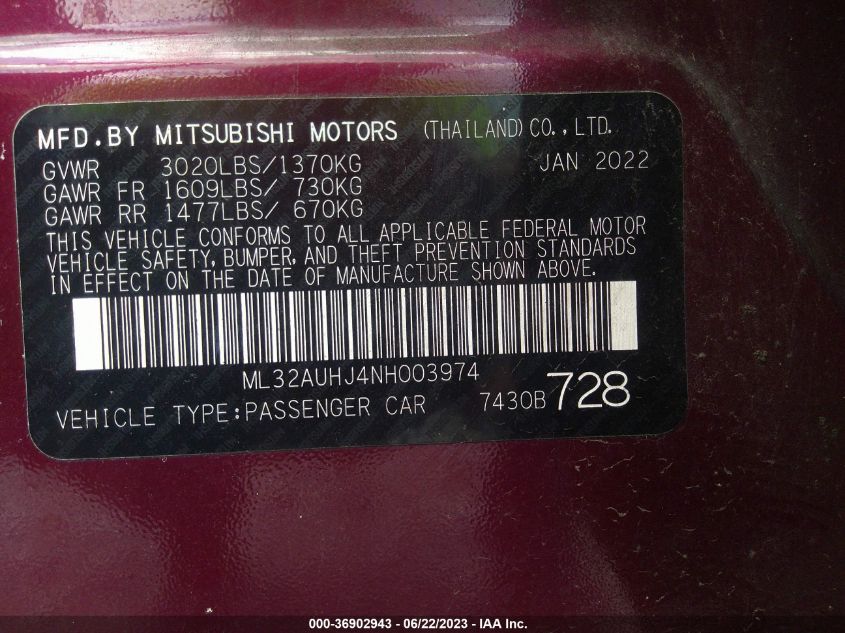 MFD.BY MITSUBISHI MOTORS (THAILAND) CO.,LTD.
GVWR 3020LBS/1370KG JAN 2022
GAWR FR 1609LBS/ 730KG
GAWR RR 1477LBS/ 670KG
THIS VEHICLE CONFORMS TO ALL APPLICABLE FEDERAL MOTOR
VEHICLE SAFETY, BUMPER, AND THEFT PREVENTION STANDARDS
IN EFFECT ON THE DATE OF MANUFACTURE SHOWN ABOVE.
ML32AUHJ4NH003974
VEHICLE TYPE:PASSENGER CAR 7430B 728
000-36902943 - 06/22/2023 - IAA Inc.